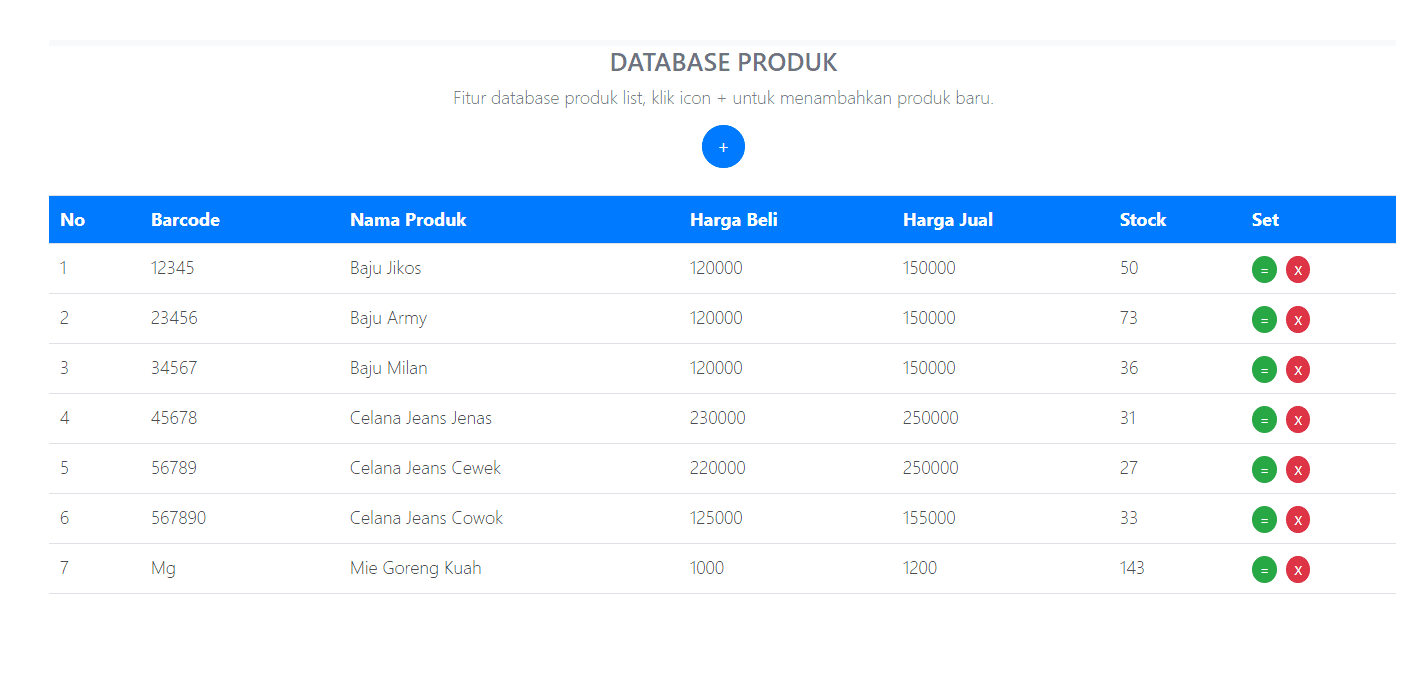 DATABASE PRODUK
Fitur database produk list, klik icon + untuk menambahkan produk baru.
+
No Barcode Nama Produk Harga Beli Harga Jual Stock Set
1 12345 Baju Jikos 120000 150000 50 = X
2 23456 Baju Army 120000 150000 73 = X
3 34567 Baju Milan 120000 150000 36 = X
4 45678 Celana Jeans Jenas 230000 250000 31 = X
5 56789 Celana Jeans Cewek 220000 250000 27 = X
6 567890 Celana Jeans Cowok 125000 155000 33 = X
7 Mg Mie Goreng Kuah 1000 1200 143 = X